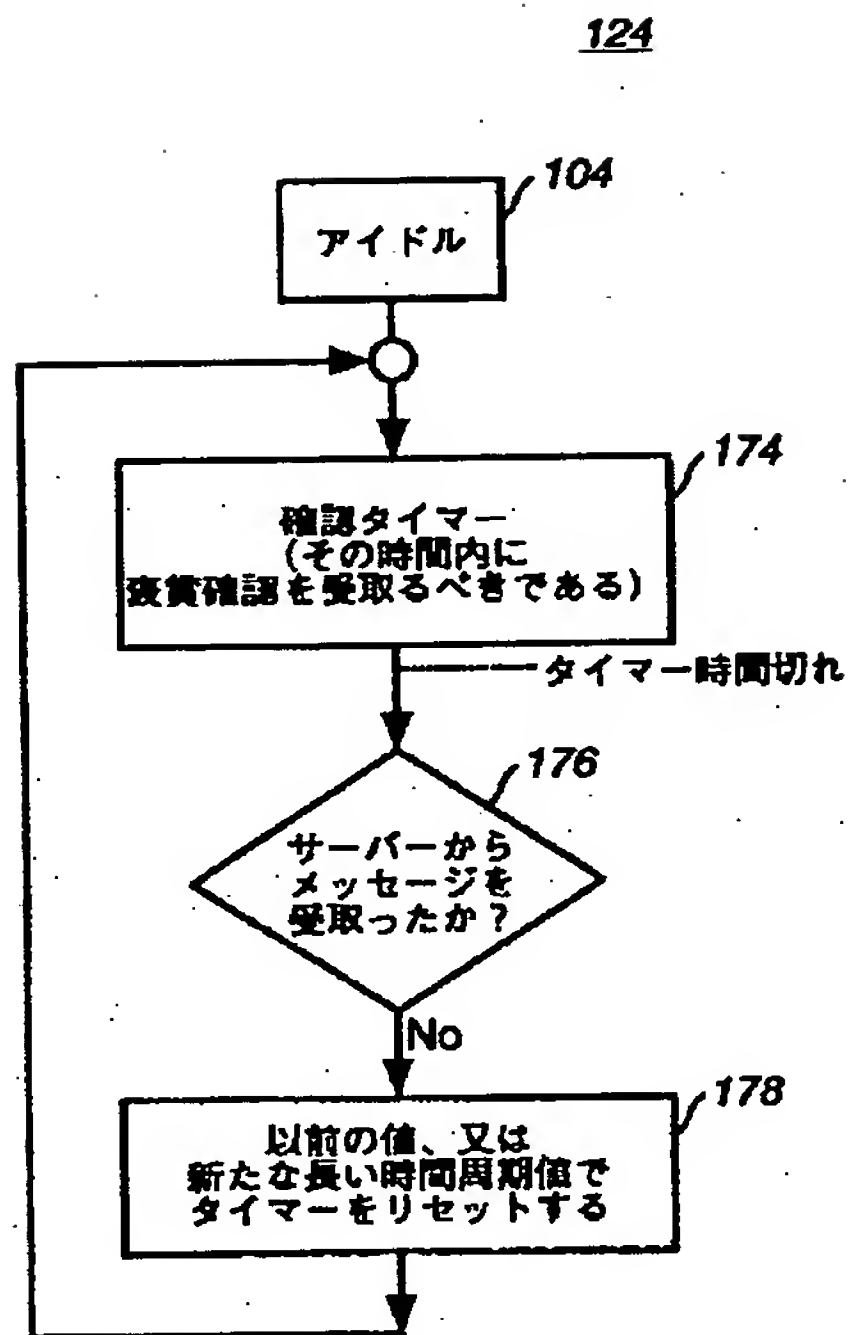 124
104
アイドル
174
確認タイマー
(その時間内に
褒賞確認を受取るべきである)
タイマー時間切れ
176
サーバーから
メッセージを
受取ったか?
No
178
以前の値、又は
新たな長い時間周期値で
タイマーをリセットする